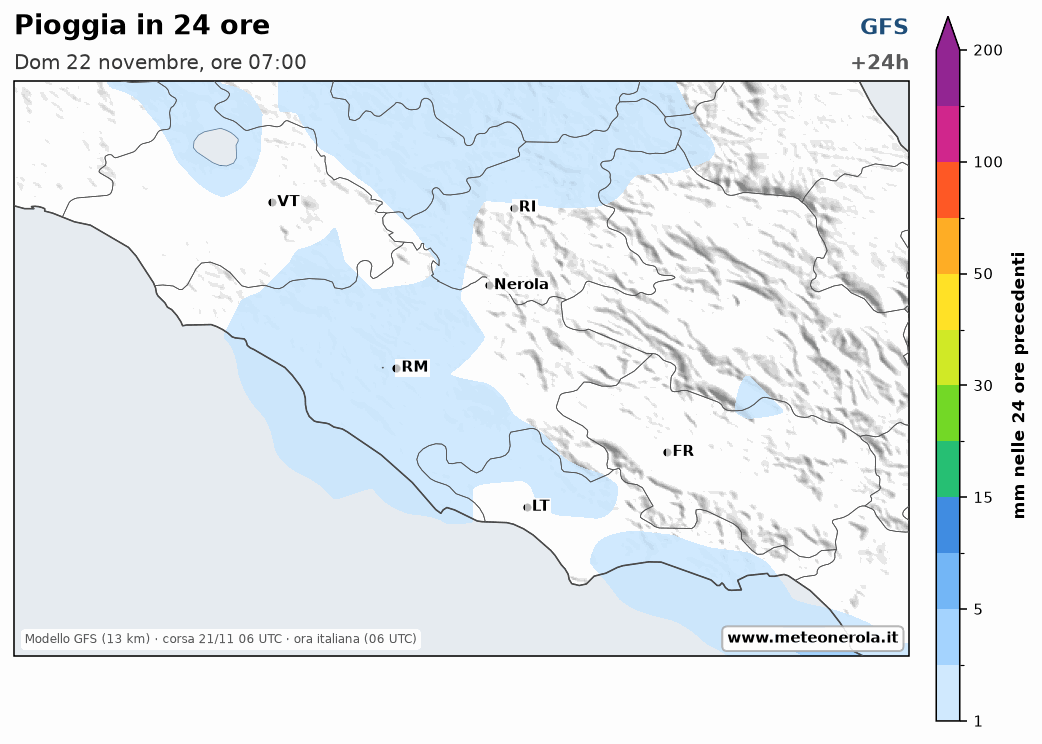 Pioggia in 24 ore
GFS
Dom 22 novembre, ore 07:00
+24h
VT
RI
Nerola
RM
FR
LT
Modello GFS (13 km) · corsa 21/11 06 UTC · ora italiana (06 UTC)
www.meteonerola.it
200
100
50
30
15
5
1
mm nelle 24 ore precedenti